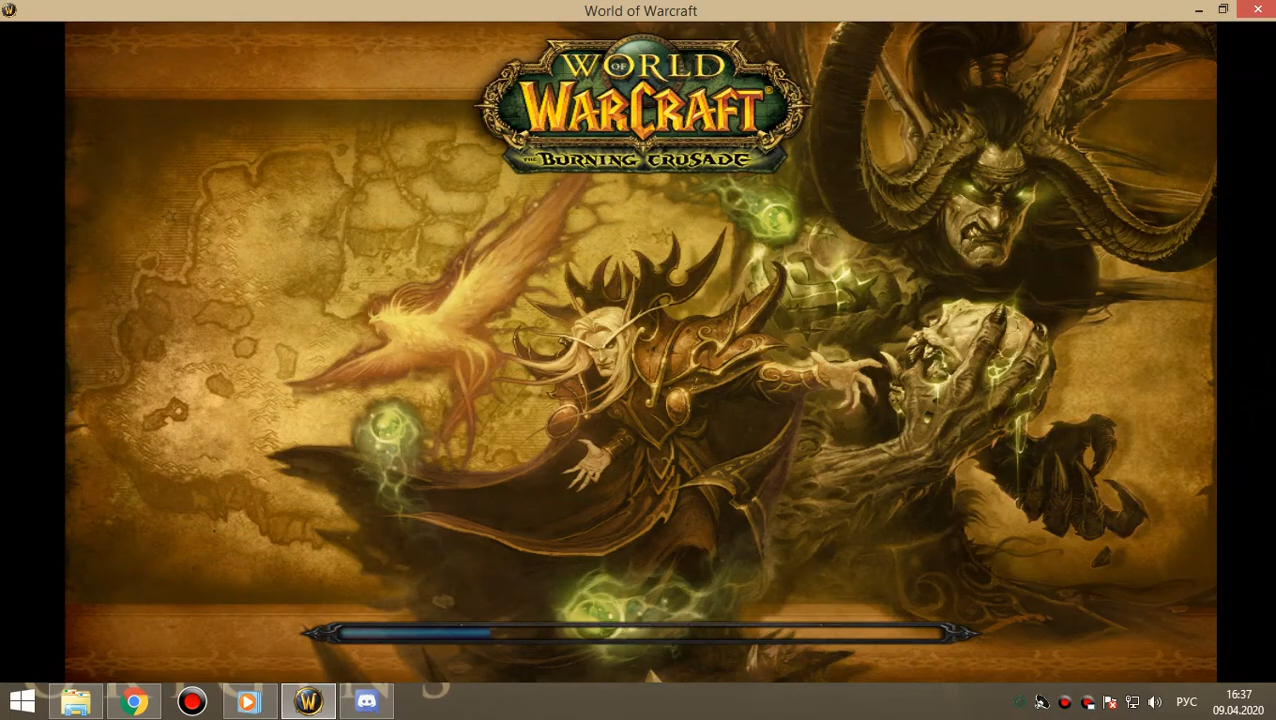 World of Warcraft
WORLD
OF
WARCRAFT®
THE BURNING CRUSADE
РУС
16:37
09.04.2020